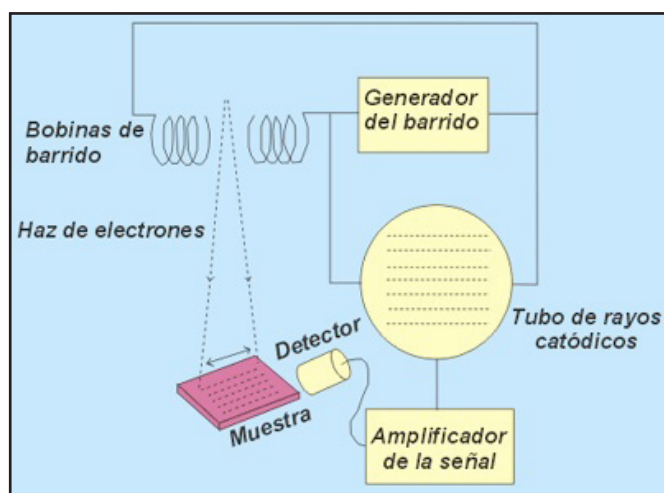 Generador
del barrido
Bobinas de
barrido
Haz de electrones
Tubo de rayos
catódicos
Detector
Muestra
Amplificador
de la señal